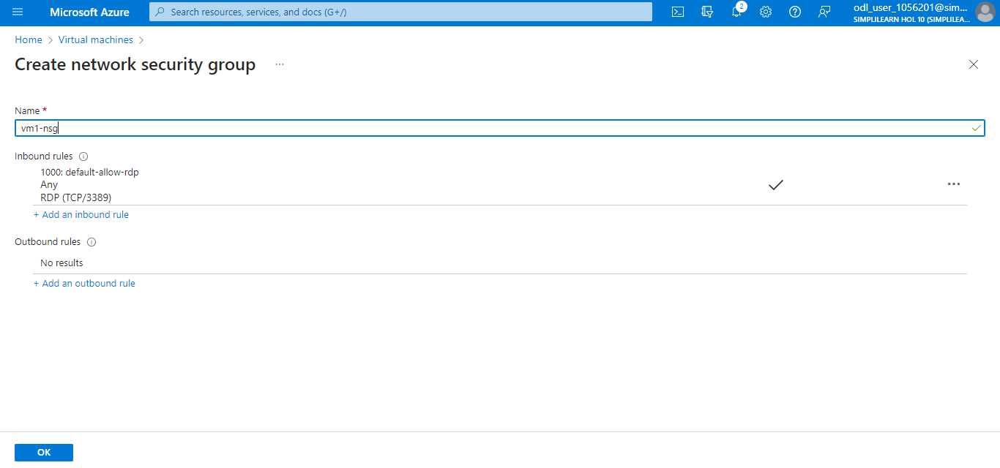 Microsoft Azure
Search resources, services, and docs (G+/)
2
odl_user_1056201@sim...
SIMPLILEARN HOL 10 (SIMPLILEA...
Home > Virtual machines >
Create network security group ...
Name *
vm1-nsg
Inbound rules
1000: default-allow-rdp
Any
RDP (TCP/3389)
+ Add an inbound rule
Outbound rules
No results
+ Add an outbound rule
OK